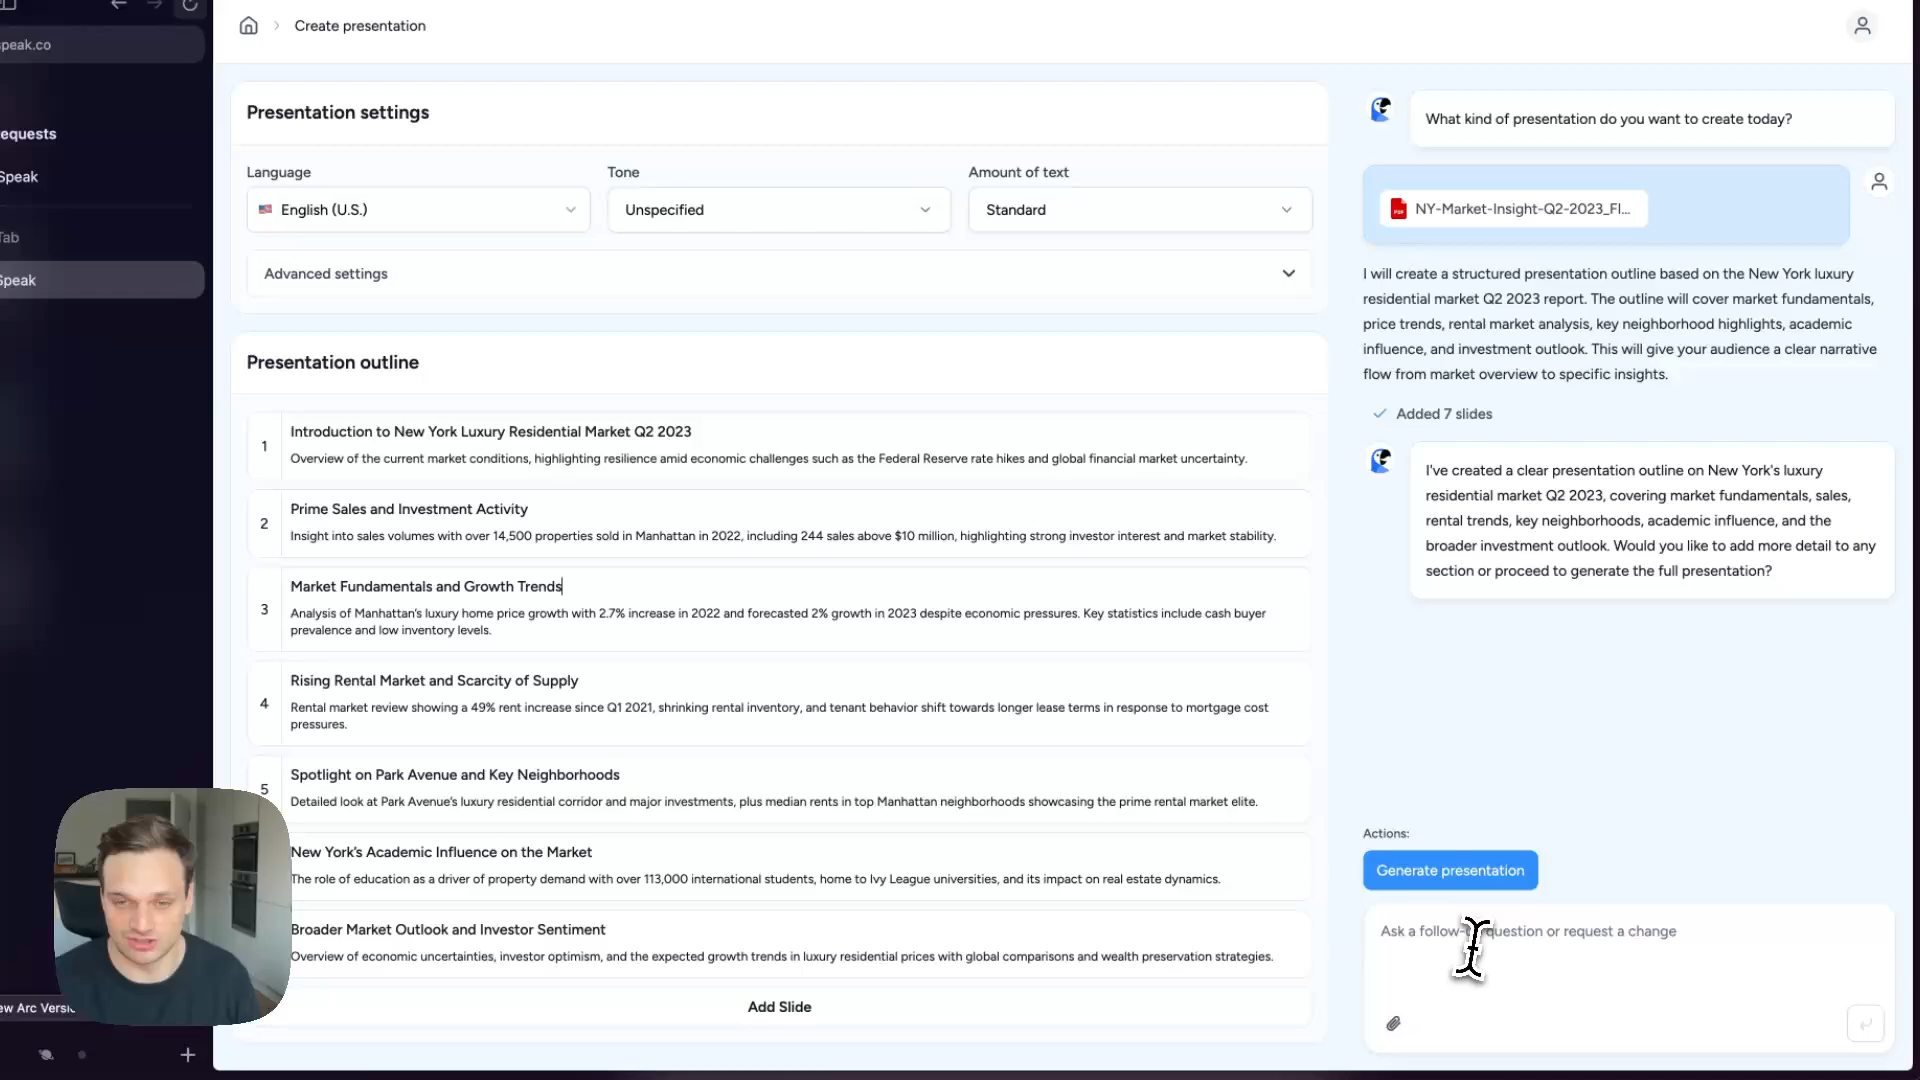 speak.co
equests
Speak
Tab
Speak
ew Arc Versio
Create presentation
Presentation settings
Language
Tone
Amount of text
English (U.S.)
Unspecified
Standard
Advanced settings
Presentation outline
1
Introduction to New York Luxury Residential Market Q2 2023
Overview of the current market conditions, highlighting resilience amid economic challenges such as the Federal Reserve rate hikes and global financial market uncertainty.
2
Prime Sales and Investment Activity
Insight into sales volumes with over 14,500 properties sold in Manhattan in 2022, including 244 sales above $10 million, highlighting strong investor interest and market stability.
3
Market Fundamentals and Growth Trends
Analysis of Manhattan's luxury home price growth with 2.7% increase in 2022 and forecasted 2% growth in 2023 despite economic pressures. Key statistics include cash buyer
prevalence and low inventory levels.
4
Rising Rental Market and Scarcity of Supply
Rental market review showing a 49% rent increase since Q1 2021, shrinking rental inventory, and tenant behavior shift towards longer lease terms in response to mortgage cost
pressures.
5
Spotlight on Park Avenue and Key Neighborhoods
Detailed look at Park Avenue's luxury residential corridor and major investments, plus median rents in top Manhattan neighborhoods showcasing the prime rental market elite.
New York's Academic Influence on the Market
The role of education as a driver of property demand with over 113,000 international students, home to Ivy League universities, and its impact on real estate dynamics.
Broader Market Outlook and Investor Sentiment
Overview of economic uncertainties, investor optimism, and the expected growth trends in luxury residential prices with global comparisons and wealth preservation strategies.
Add Slide
What kind of presentation do you want to create today?
PDF
NY-Market-Insight-Q2-2023_Fl...
I will create a structured presentation outline based on the New York luxury
residential market Q2 2023 report. The outline will cover market fundamentals,
price trends, rental market analysis, key neighborhood highlights, academic
influence, and investment outlook. This will give your audience a clear narrative
flow from market overview to specific insights.
Added 7 slides
I've created a clear presentation outline on New York's luxury
residential market Q2 2023, covering market fundamentals, sales,
rental trends, key neighborhoods, academic influence, and the
broader investment outlook. Would you like to add more detail to any
section or proceed to generate the full presentation?
Actions:
Generate presentation
Ask a follow-up question or request a change